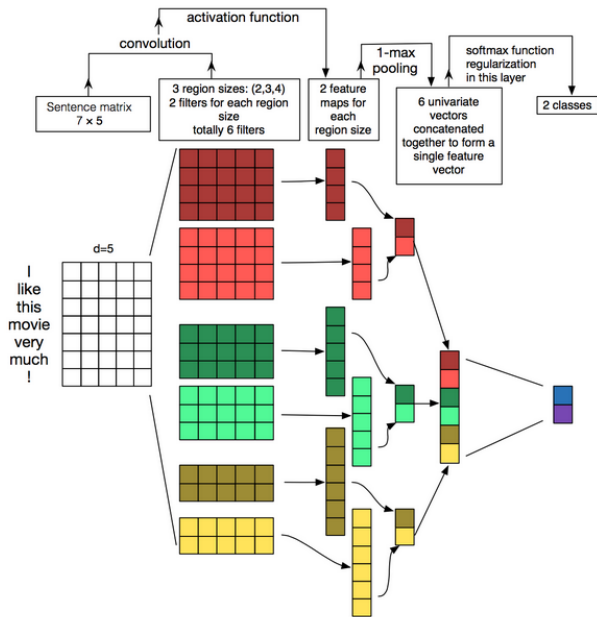 activation function
convolution
1-max
pooling
softmax function
regularization
in this layer
Sentence matrix
7 × 5
3 region sizes: (2,3,4)
2 filters for each region
size
totally 6 filters
2 feature
maps for
each
region size
6 univariate
vectors
concatenated
together to form a
single feature
vector
2 classes
d=5
I
like
this
movie
very
much
!